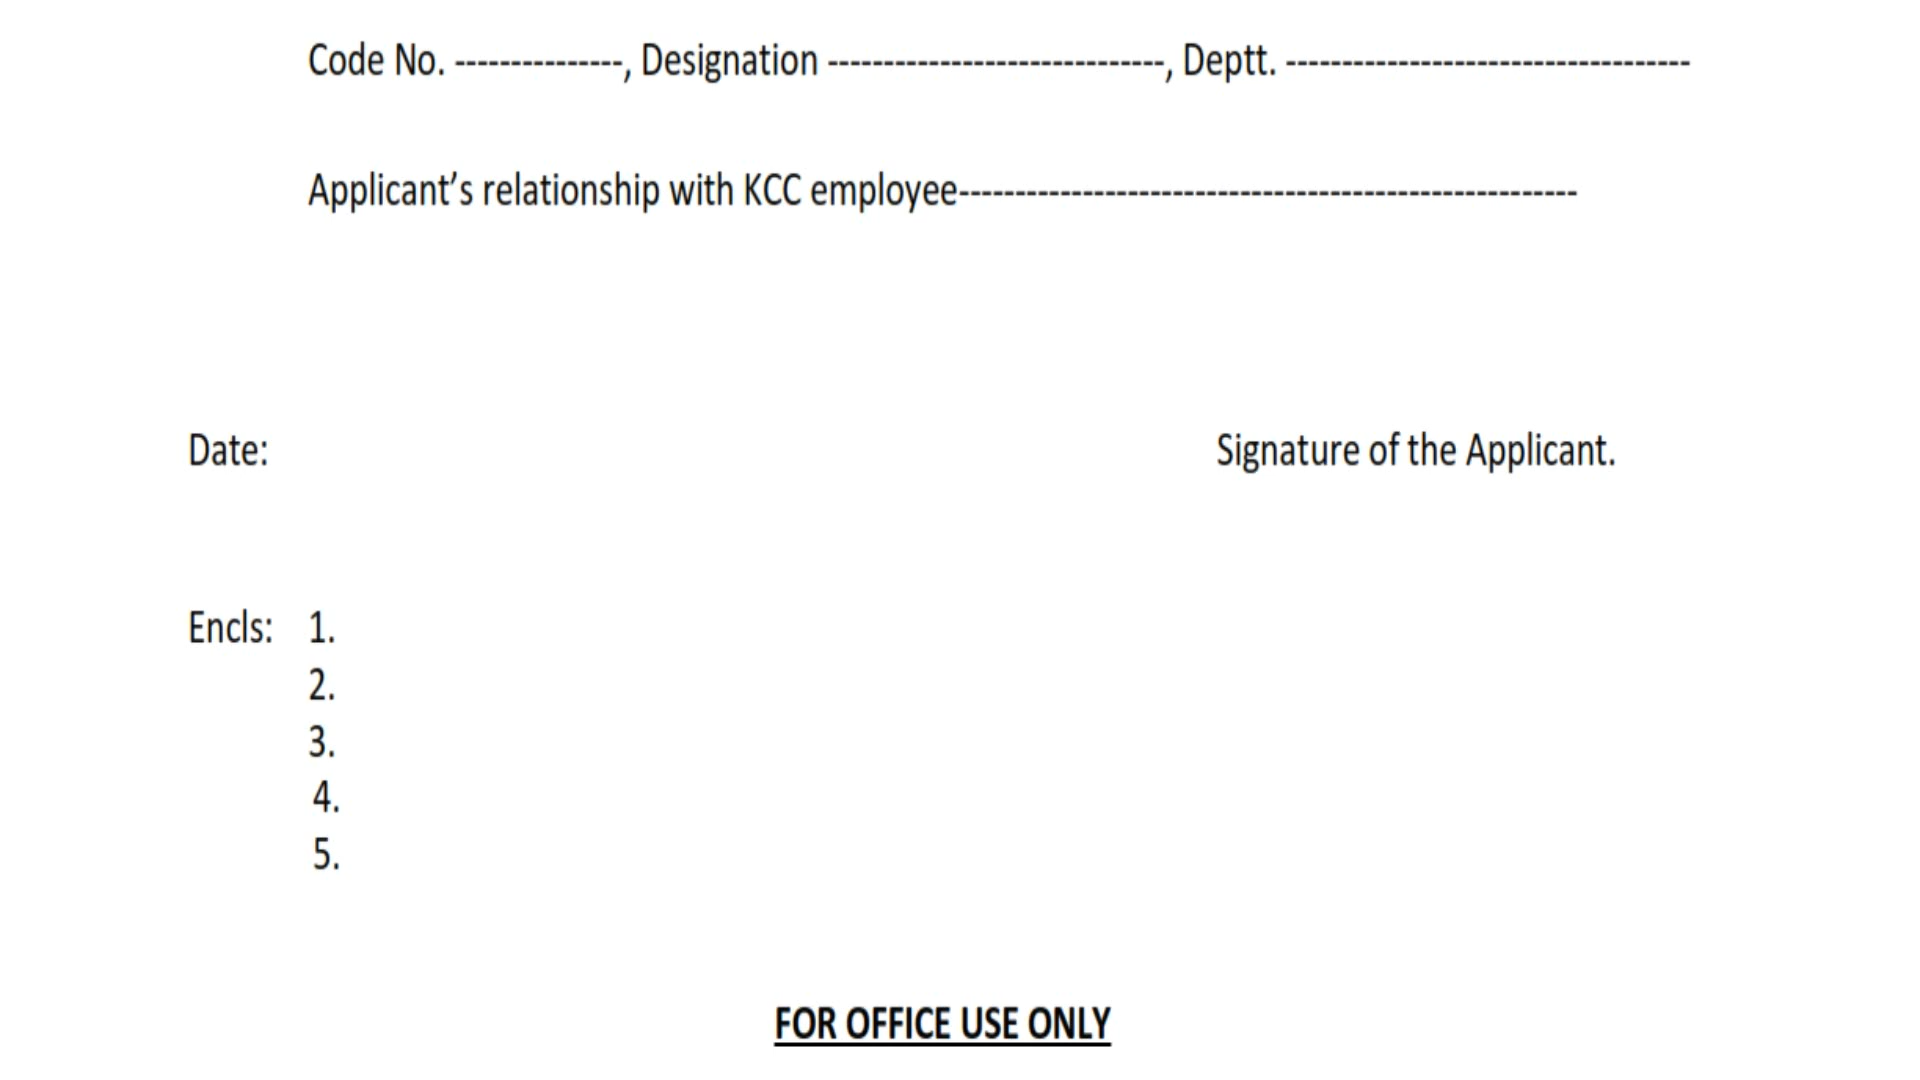 Code No. ---------------, Designation ------------------------------, Deptt. ------------------------------------
Applicant’s relationship with KCC employee-------------------------------------------------------
Date: Signature of the Applicant.
Encls: 1.
2.
3.
4.
5.
FOR OFFICE USE ONLY